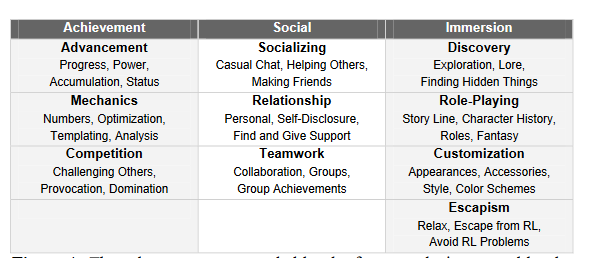 Achievement Social Immersion
Advancement Socializing Discovery
Progress, Power, Casual Chat, Helping Others, Exploration, Lore,
Accumulation, Status Making Friends Finding Hidden Things
Mechanics Relationship Role-Playing
Numbers, Optimization, Personal, Self-Disclosure, Story Line, Character History,
Templating, Analysis Find and Give Support Roles, Fantasy
Competition Teamwork Customization
Challenging Others, Collaboration, Groups, Appearances, Accessories,
Provocation, Domination Group Achievements Style, Color Schemes
Escapism
Relax, Escape from RL,
Avoid RL Problems